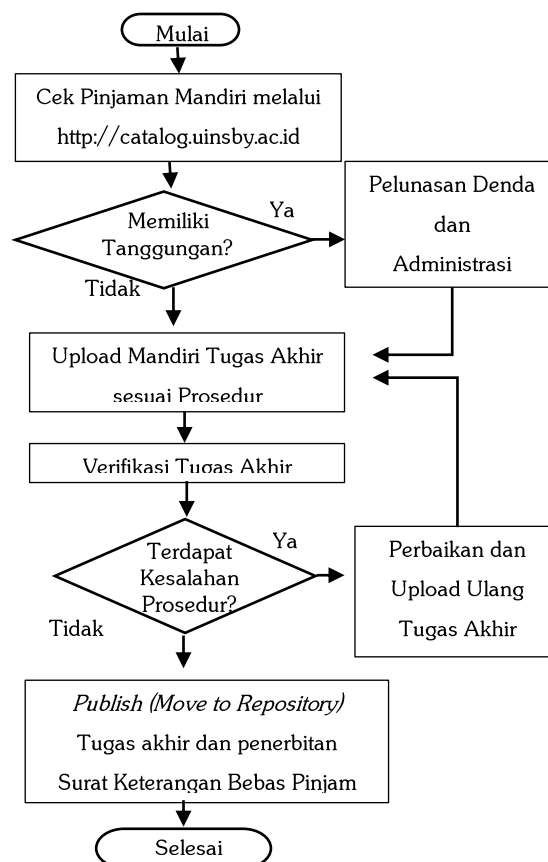 Mulai
Cek Pinjaman Mandiri melalui
http://catalog.uinsby.ac.id
Memiliki
Tanggungan?
Ya
Pelunasan Denda
dan
Administrasi
Tidak
Upload Mandiri Tugas Akhir
sesuai Prosedur
Verifikasi Tugas Akhir
Terdapat
Kesalahan
Prosedur?
Ya
Perbaikan dan
Upload Ulang
Tugas Akhir
Tidak
Publish (Move to Repository)
Tugas akhir dan penerbitan
Surat Keterangan Bebas Pinjam
Selesai